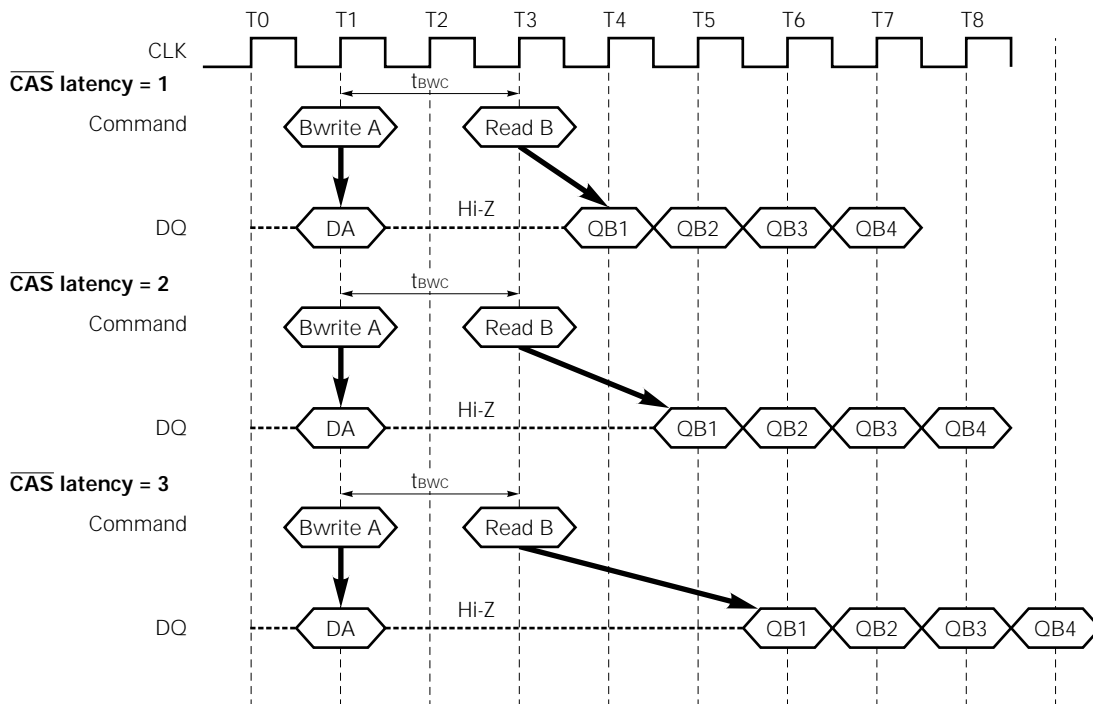 T0 T1 T2 T3 T4 T5 T6 T7 T8
CLK
CAS latency = 1
tBWC
Command Bwrite A Read B
Hi-Z
DQ DA QB1 QB2 QB3 QB4
CAS latency = 2
tBWC
Command Bwrite A Read B
Hi-Z
DQ DA QB1 QB2 QB3 QB4
CAS latency = 3
tBWC
Command Bwrite A Read B
Hi-Z
DQ DA QB1 QB2 QB3 QB4